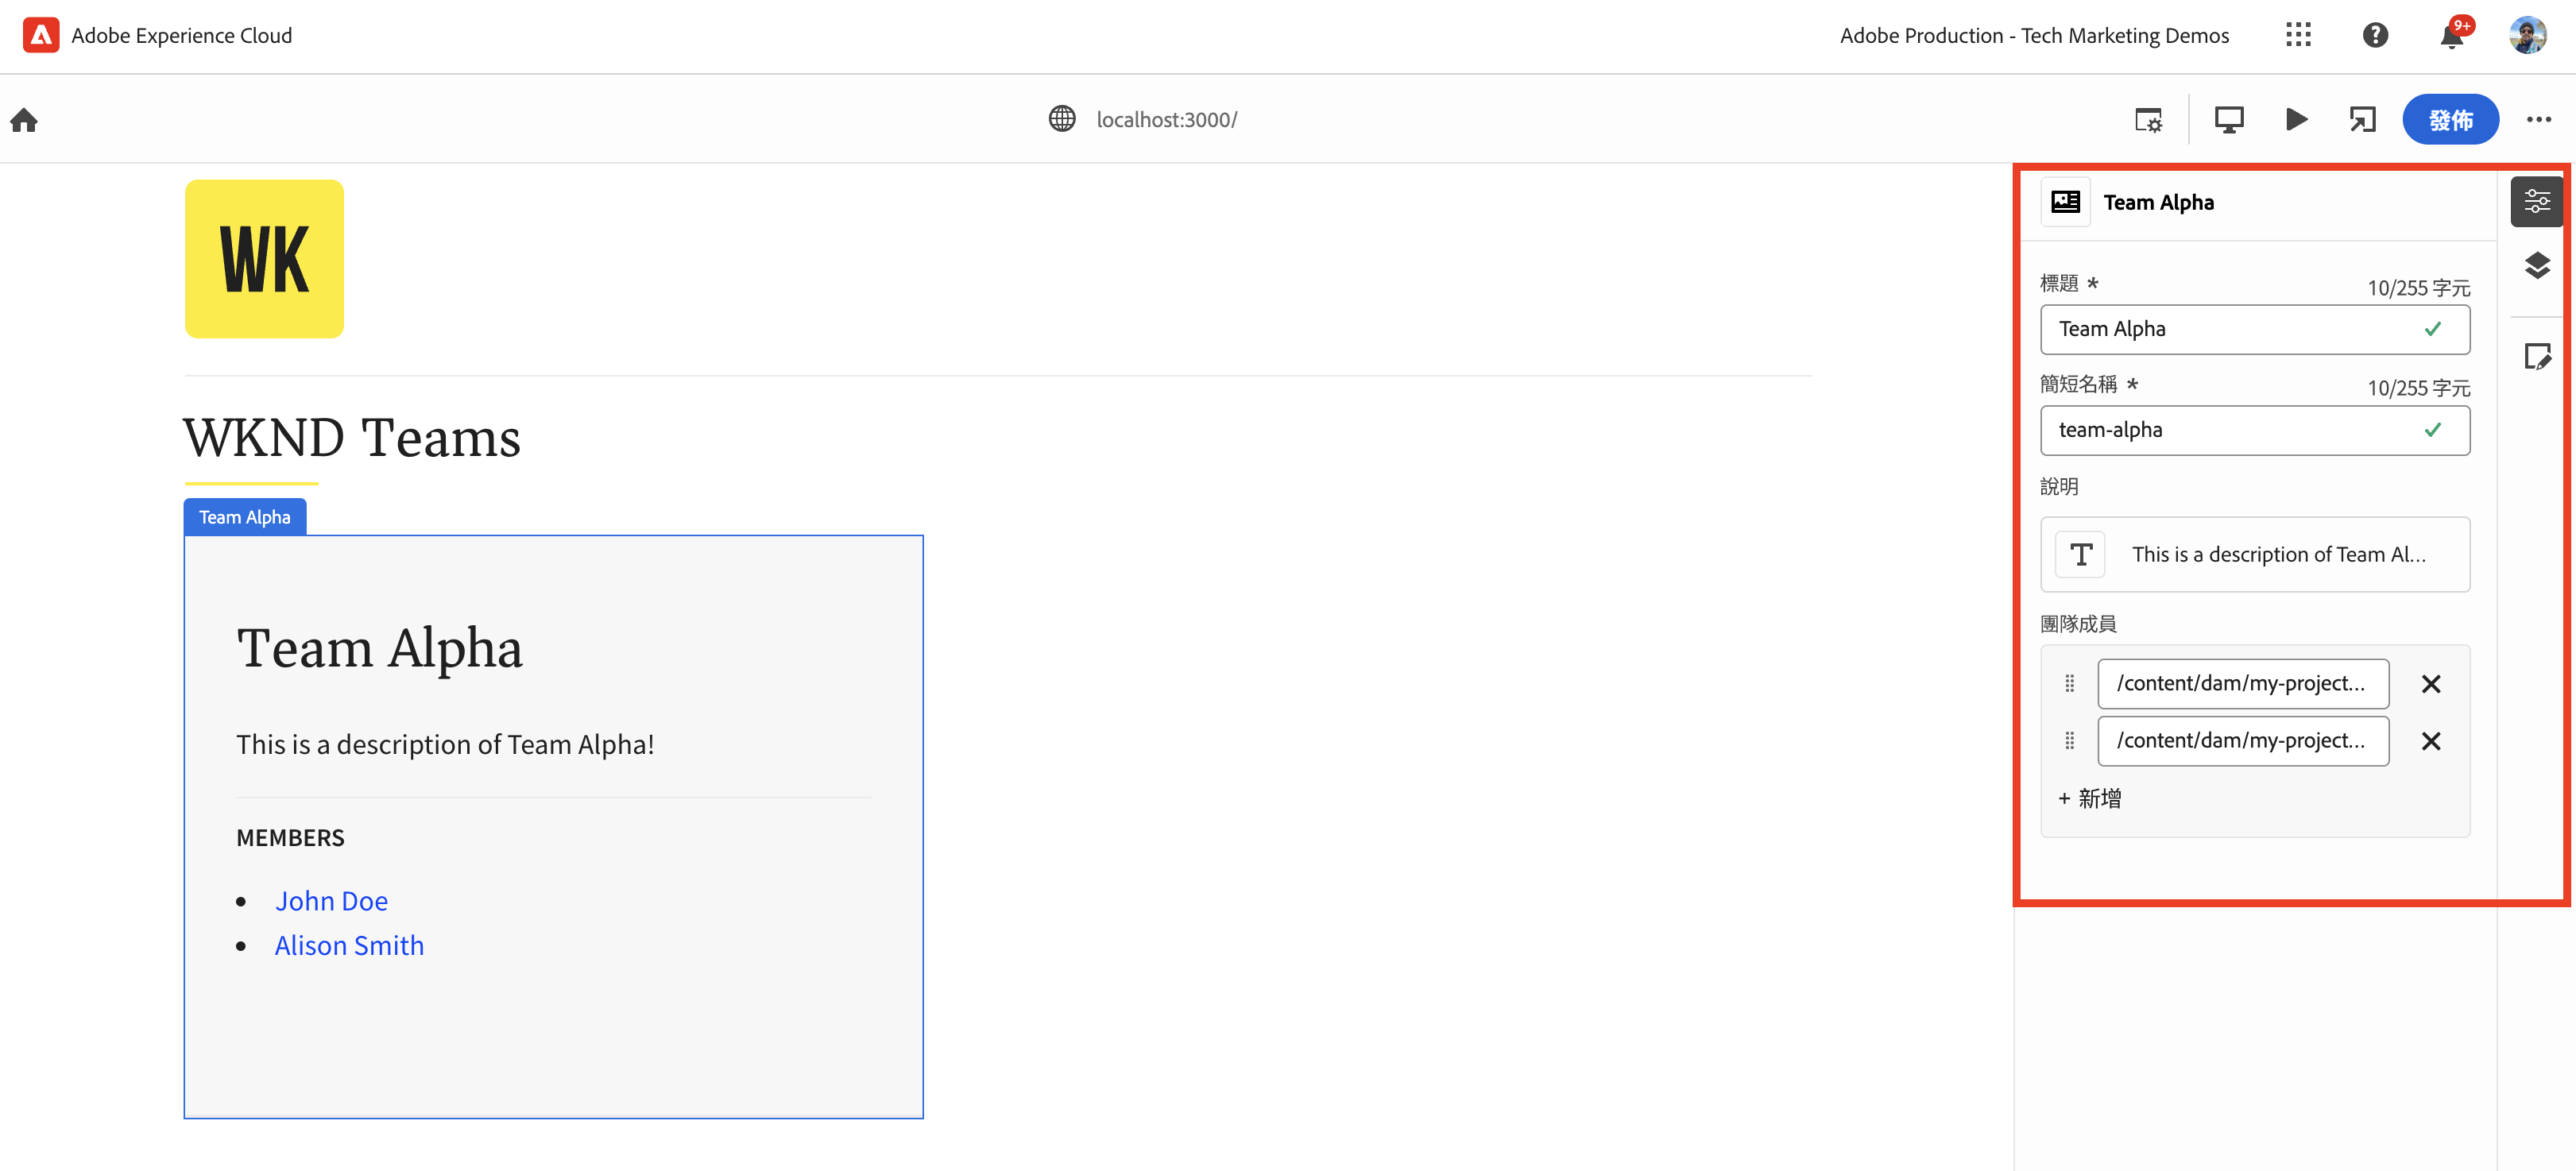 Adobe Experience Cloud
Adobe Production - Tech Marketing Demos
9+
localhost:3000/
發佈
WK
WKND Teams
Team Alpha
Team Alpha
This is a description of Team Alpha!
MEMBERS
John Doe
Alison Smith
Team Alpha
標題 *
10/255 字元
Team Alpha
簡短名稱 *
10/255 字元
team-alpha
說明
This is a description of Team Al...
團隊成員
/content/dam/my-project...
/content/dam/my-project...
+ 新增